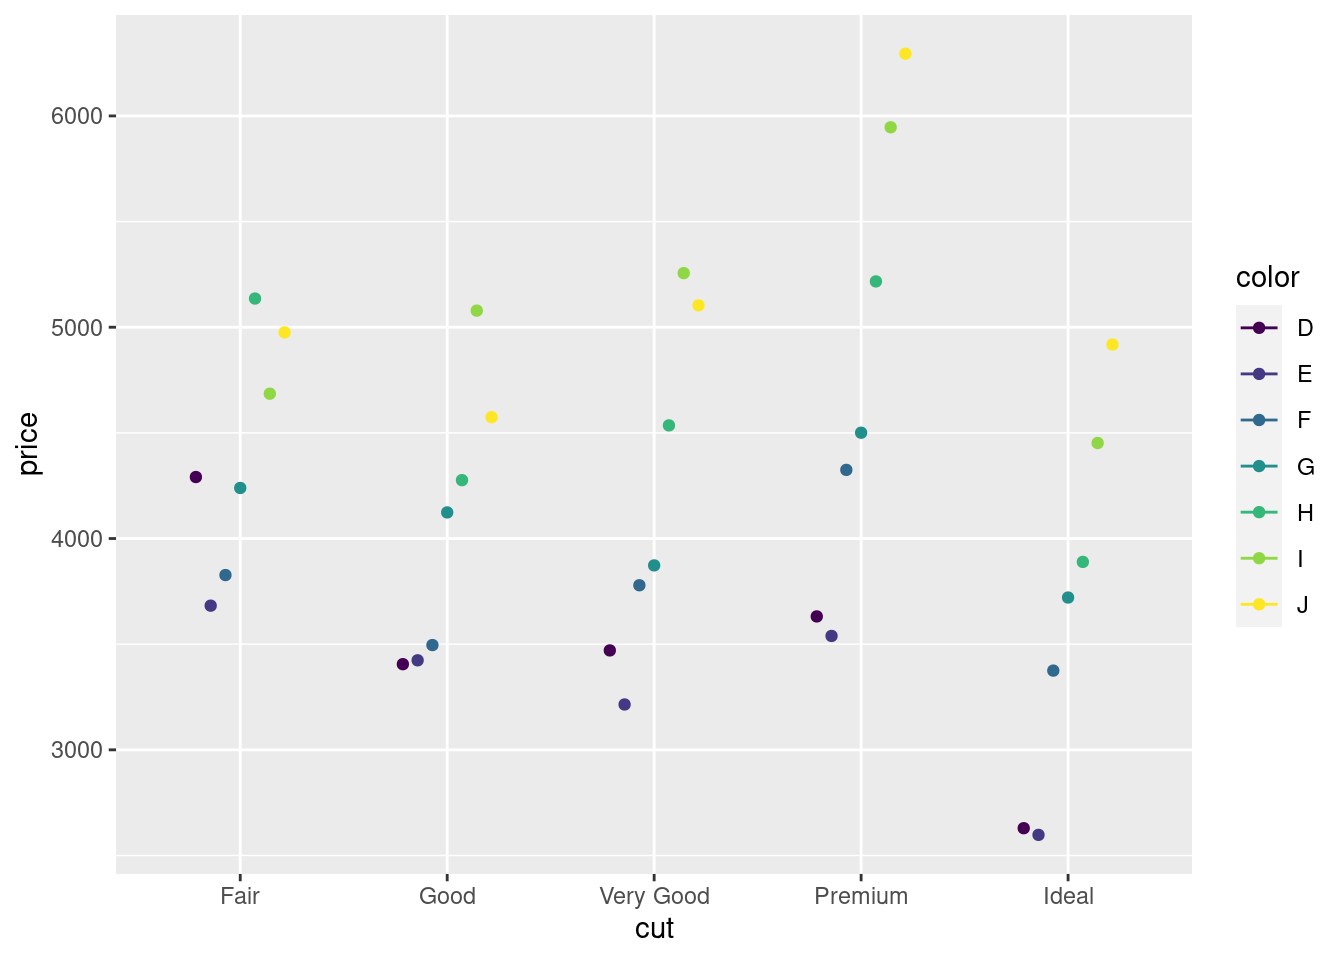 price
6000
5000
4000
3000
Fair
Good
Very Good
Premium
Ideal
cut
color
D
E
F
G
H
I
J